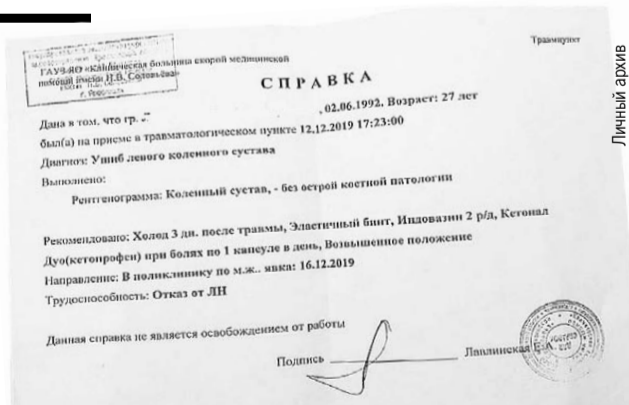 Травмпункт
ГАУЗ ЯО «Клиническая больница скорой медицинской
помощи имени Н.В. Соловьёва»
СПРАВКА
Дана в том, что гр. , 02.06.1992. Возраст: 27 лет
был(а) на приеме в травматологическом пункте 12.12.2019 17:23:00
Диагноз: Ушиб левого коленного сустава
Выполнено:
Рентгенограмма: Коленный сустав, - без острой костной патологии
Рекомендовано: Холод 3 дн. после травмы, Эластичный бинт, Индовазин 2 р/д, Кетонал
Дуо(кетопрофен) при болях по 1 капсуле в день, Возвышенное положение
Направление: В поликлинику по м.ж.. явка: 16.12.2019
Трудоспособность: Отказ от ЛН
Данная справка не является освобождением от работы
Подпись
Личный архив